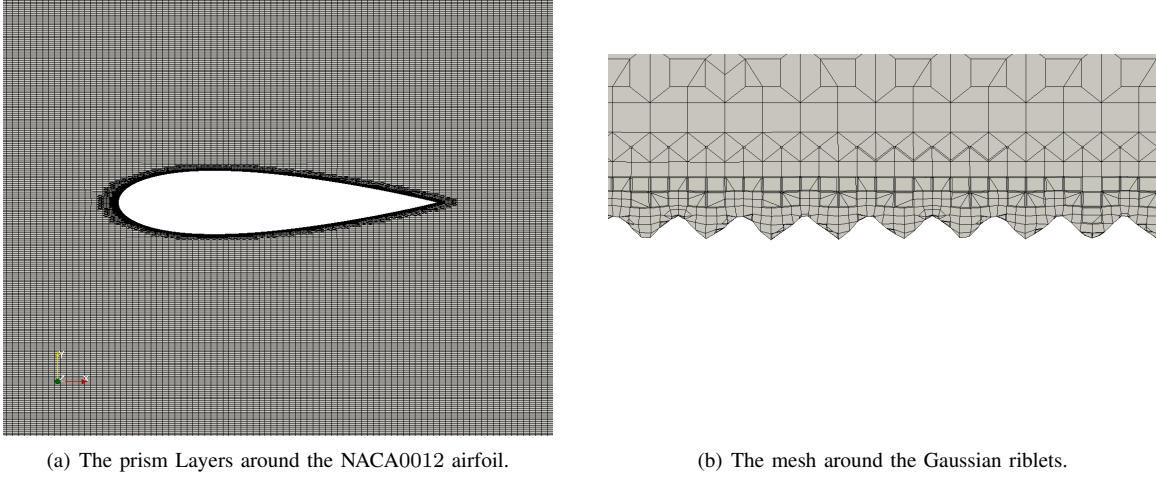 Y
X
(a) The prism Layers around the NACA0012 airfoil.
(b) The mesh around the Gaussian riblets.